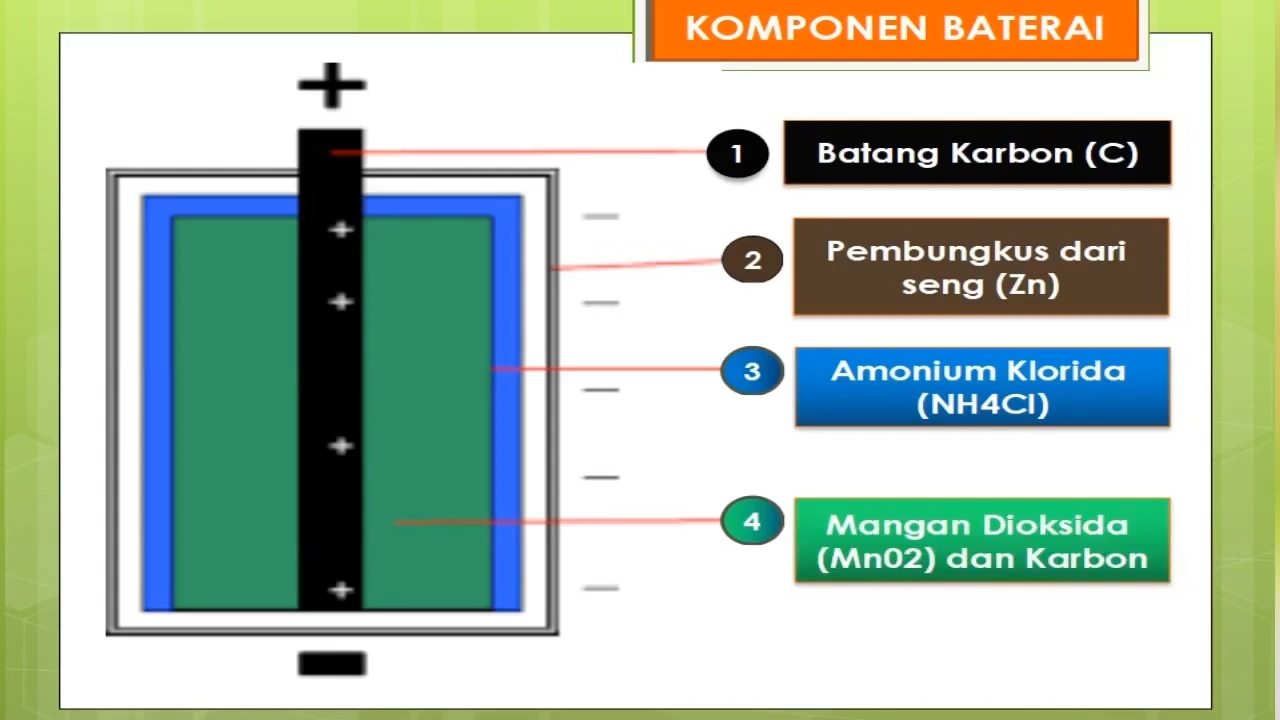 KOMPONEN BATERAI
+
1
Batang Karbon (C)
2
Pembungkus dari
seng (Zn)
3
Amonium Klorida
(NH4Cl)
4
Mangan Dioksida
(Mn02) dan Karbon